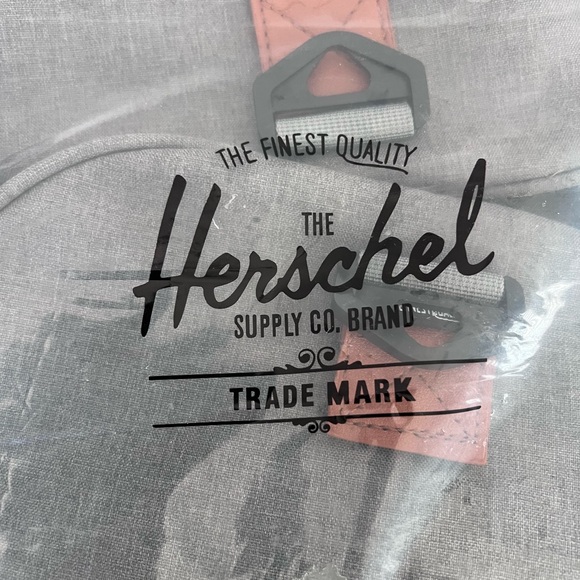 THE FINEST QUALITY
THE
Herschel
SUPPLY CO. BRAND
TRADE MARK